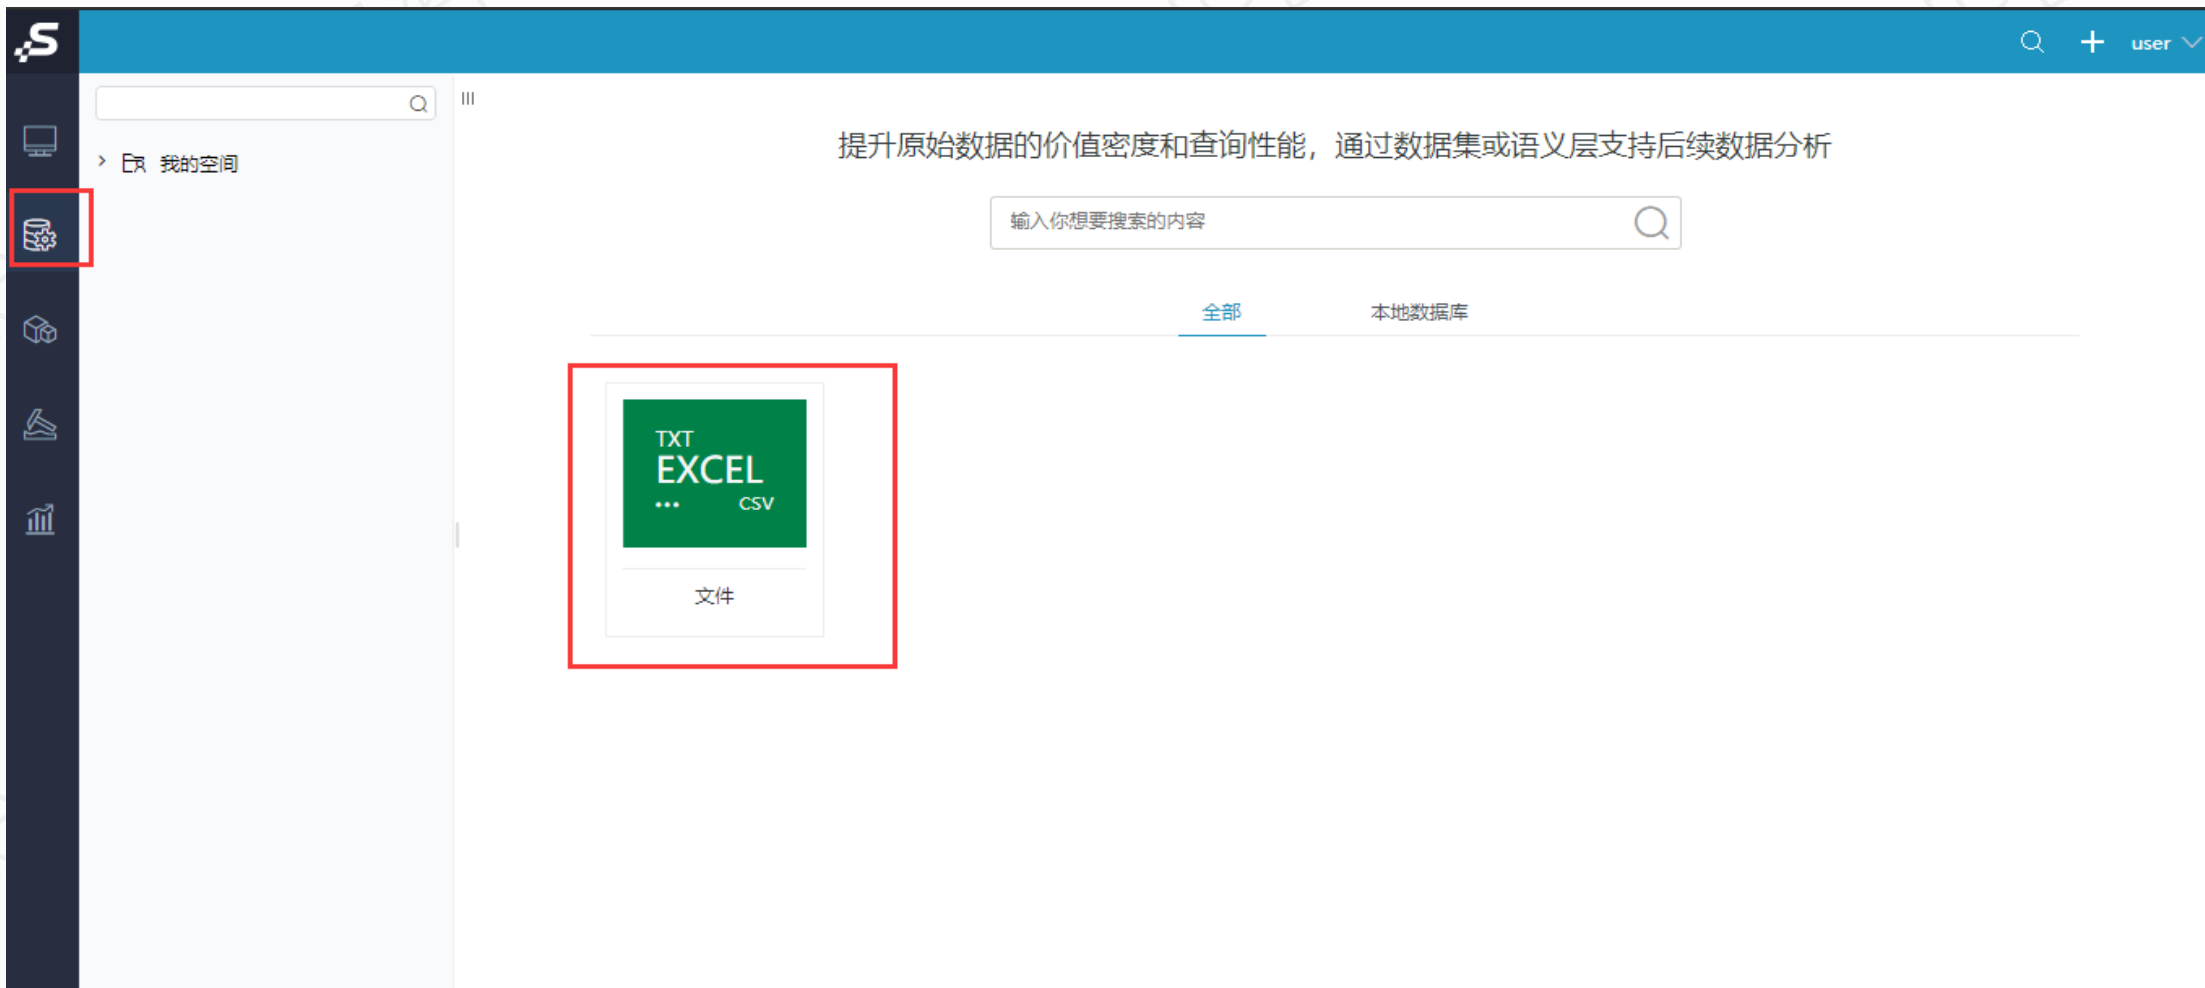 S
user
我的空间
提升原始数据的价值密度和查询性能，通过数据集或语义层支持后续数据分析
输入你想要搜索的内容
全部 本地数据库
TXT
EXCEL
... CSV
文件